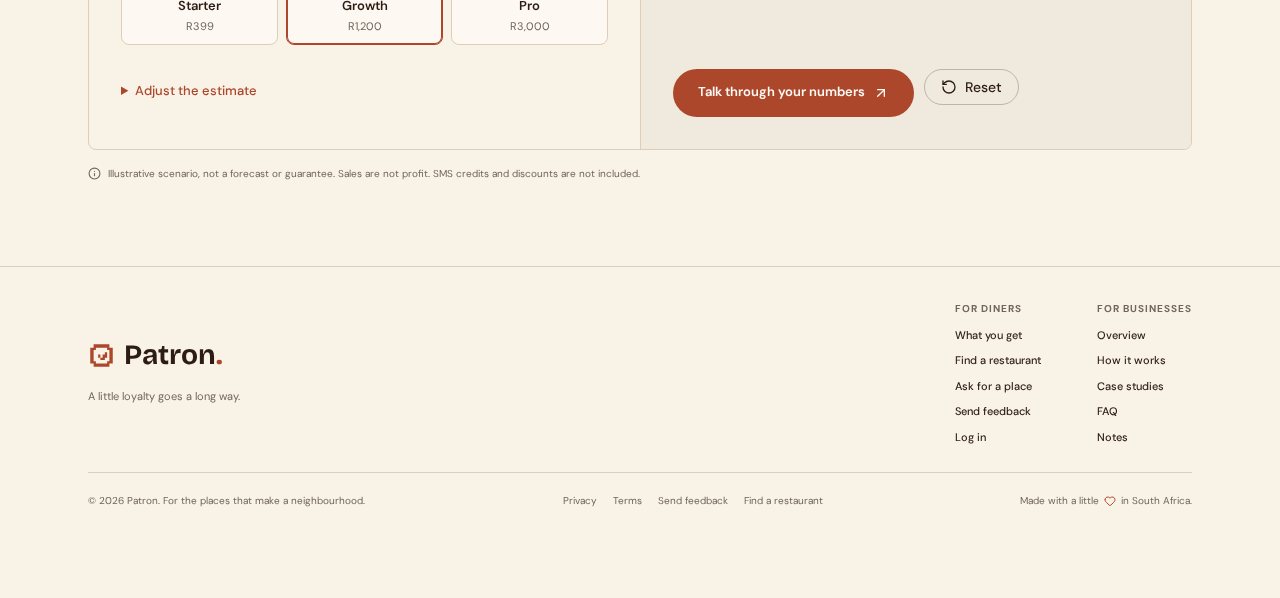 Starter
R399
Growth
R1,200
Pro
R3,000
Adjust the estimate
Talk through your numbers
Reset
Illustrative scenario, not a forecast or guarantee. Sales are not profit. SMS credits and discounts are not included.
Patron.
A little loyalty goes a long way.
FOR DINERS
What you get
Find a restaurant
Ask for a place
Send feedback
Log in
FOR BUSINESSES
Overview
How it works
Case studies
FAQ
Notes
© 2026 Patron. For the places that make a neighbourhood.
Privacy
Terms
Send feedback
Find a restaurant
Made with a little in South Africa.